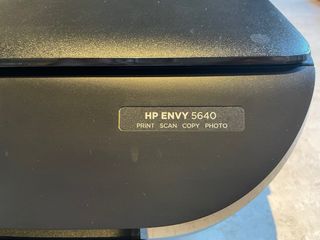 HP ENVY 5640
PRINT SCAN COPY PHOTO